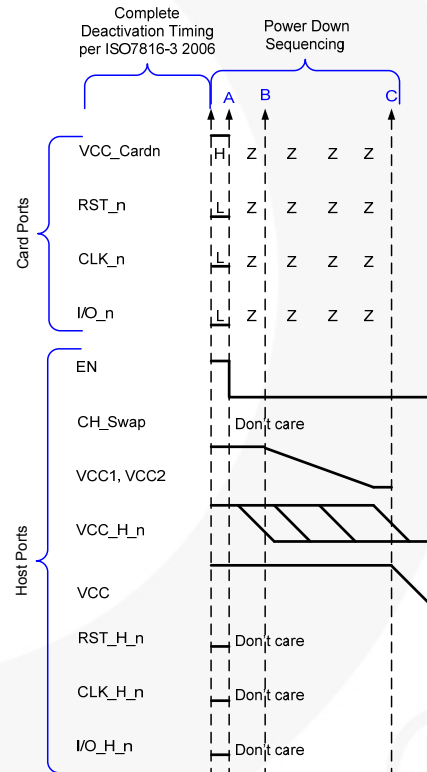 Complete
Deactivation Timing
per ISO7816-3 2006
Power Down
Sequencing
A
B
C
Card Ports
VCC_Cardn
H Z Z Z Z
RST_n
L Z Z Z Z
CLK_n
L Z Z Z Z
I/O_n
L Z Z Z Z
Host Ports
EN
CH_Swap
Don't care
VCC1, VCC2
VCC_H_n
VCC
RST_H_n
Don't care
CLK_H_n
Don't care
I/O_H_n
Don't care